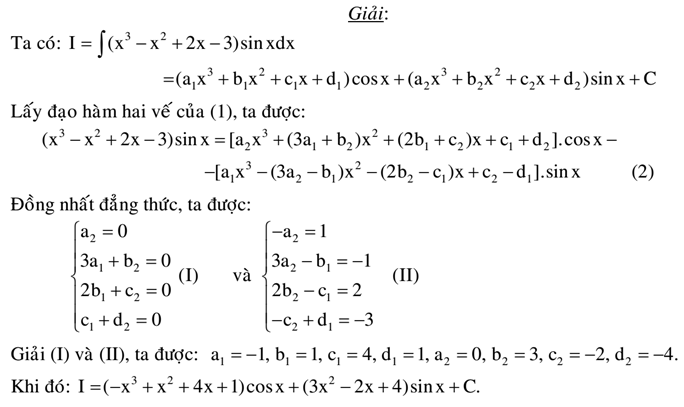 Giải:
Ta có: I = ∫(x³ − x² + 2x − 3)sin xdx
=(a₁x³ + b₁x² + c₁x + d₁)cos x + (a₂x³ + b₂x² + c₂x + d₂)sin x + C
Lấy đạo hàm hai vế của (1), ta được:
(x³ − x² + 2x − 3)sin x = [a₂x³ + (3a₁ + b₂)x² + (2b₁ + c₂)x + c₁ + d₂].cos x −
−[a₁x³ − (3a₂ − b₁)x² − (2b₂ − c₁)x + c₂ − d₁].sin x (2)
Đồng nhất đẳng thức, ta được:
{a₂ = 0 {−a₂ = 1
3a₁ + b₂ = 0 3a₂ − b₁ = −1
(I) và (II)
2b₁ + c₂ = 0 2b₂ − c₁ = 2
c₁ + d₂ = 0 −c₂ + d₁ = −3
Giải (I) và (II), ta được: a₁ = −1, b₁ = 1, c₁ = 4, d₁ = 1, a₂ = 0, b₂ = 3, c₂ = −2, d₂ = −4.
Khi đó: I = (−x³ + x² + 4x + 1)cos x + (3x² − 2x + 4)sin x + C.